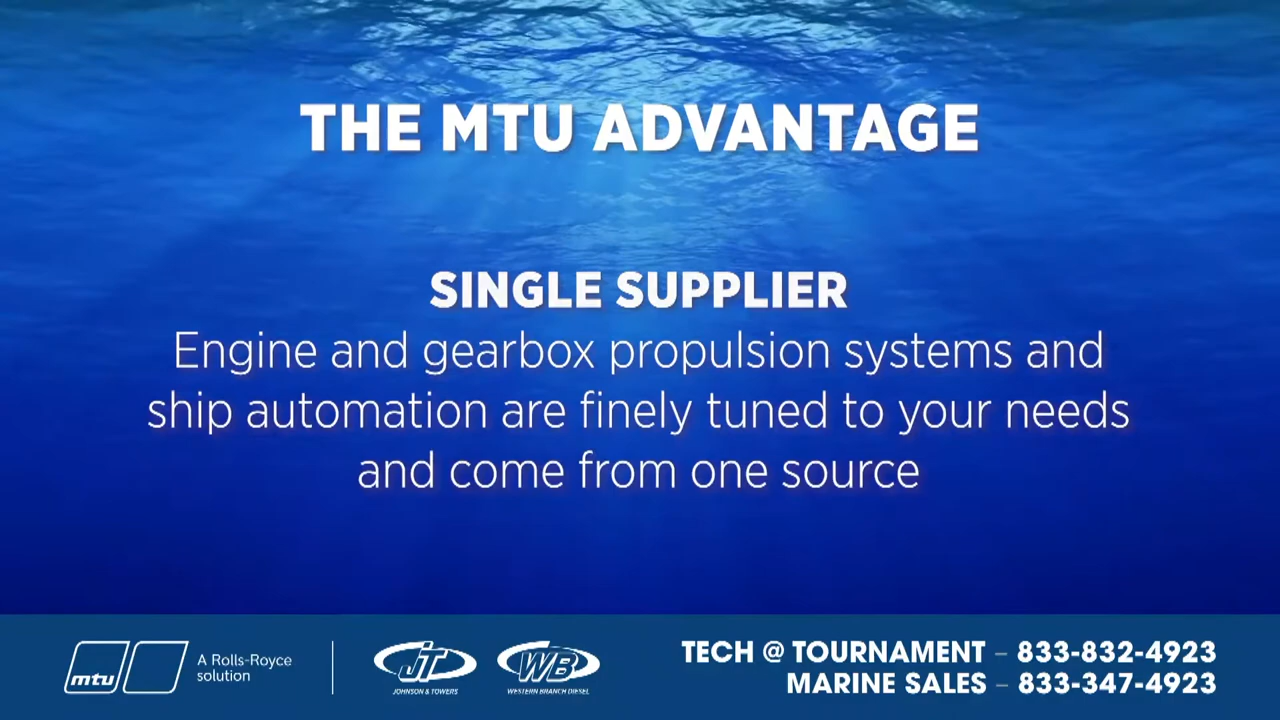 THE MTU ADVANTAGE
SINGLE SUPPLIER
Engine and gearbox propulsion systems and
ship automation are finely tuned to your needs
and come from one source
mtu
A Rolls-Royce
solution
JT
JOHNSON & TOWERS
WB
WESTERN BRANCH DIESEL
TECH @ TOURNAMENT – 833-832-4923
MARINE SALES – 833-347-4923